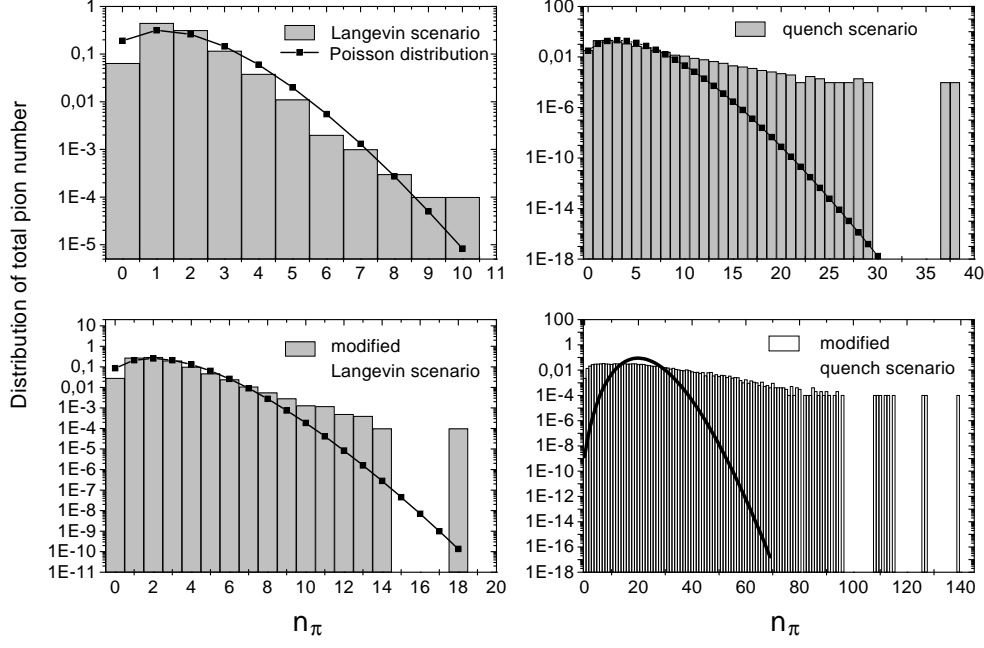 Distribution of total pion number
1
0,1
0,01
1E-3
1E-4
1E-5
Langevin scenario
Poisson distribution
0 1 2 3 4 5 6 7 8 9 10 11
100
0,01
1E-6
1E-10
1E-14
1E-18
quench scenario
0 5 10 15 20 25 30 35 40
10
1
0,1
0,01
1E-3
1E-4
1E-5
1E-6
1E-7
1E-8
1E-9
1E-10
1E-11
modified
Langevin scenario
0 2 4 6 8 10 12 14 16 18 20
nπ
100
1
0,01
1E-4
1E-6
1E-8
1E-10
1E-12
1E-14
1E-16
1E-18
modified
quench scenario
0 20 40 60 80 100 120 140
nπ